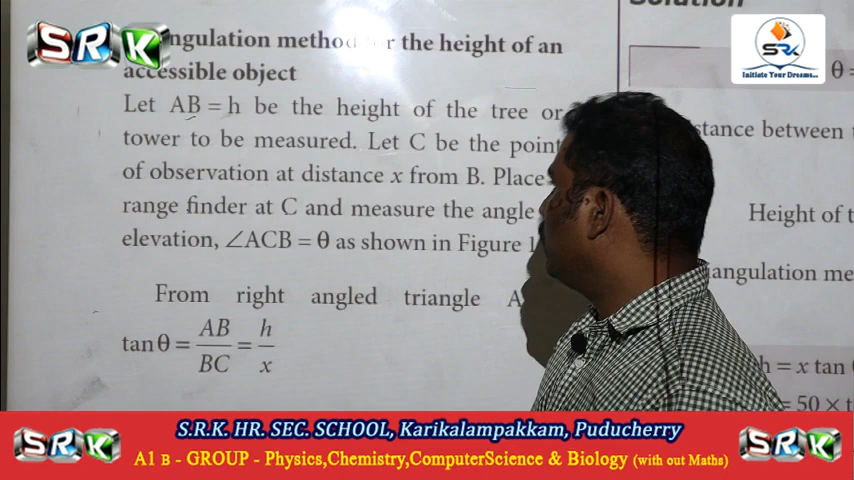 SRK
ngulation method for the height of an
accessible object
Let AB = h be the height of the tree or
tower to be measured. Let C be the point
of observation at distance x from B. Place
range finder at C and measure the angle
elevation, ∠ACB = θ as shown in Figure 1
From right angled triangle A
tanθ = AB/BC = h/x
Solution
SRK
Initiate Your Dreams...
θ =
stance between
Height of t
angulation me
h = x tan
= 50 × t
SRK
S.R.K. HR. SEC. SCHOOL, Karikalampakkam, Puducherry
A1 B - GROUP - Physics,Chemistry,ComputerScience & Biology (with out Maths)
SRK